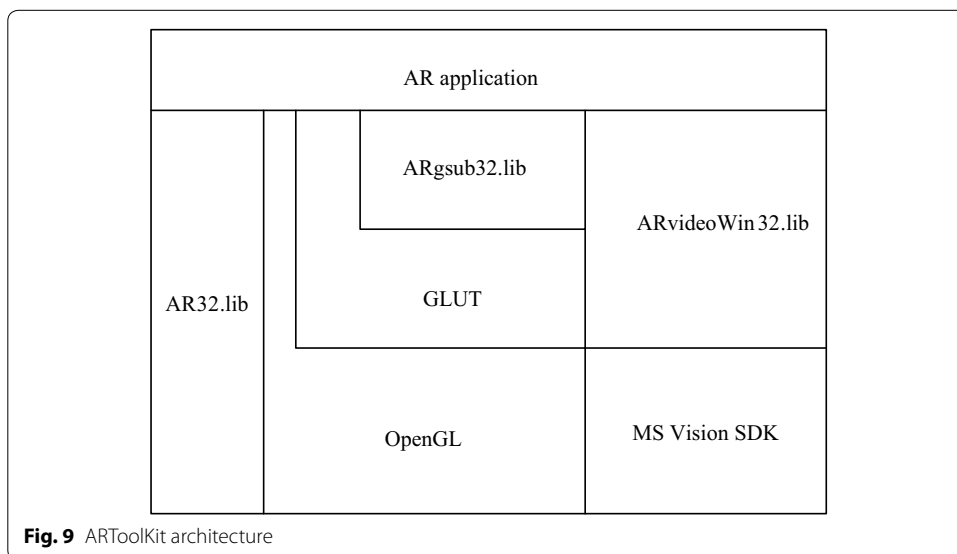 AR application
ARgsub32.lib
ARvideoWin 32.lib
AR32.lib
GLUT
OpenGL
MS Vision SDK
Fig. 9 ARToolKit architecture